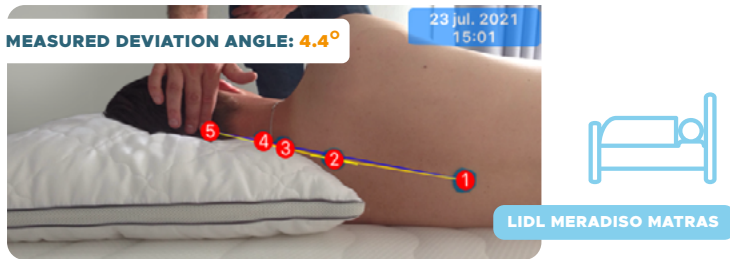 MEASURED DEVIATION ANGLE: 4.4°
23 jul. 2021
15:01
5
4
3
2
1
LIDL MERADISO MATRAS